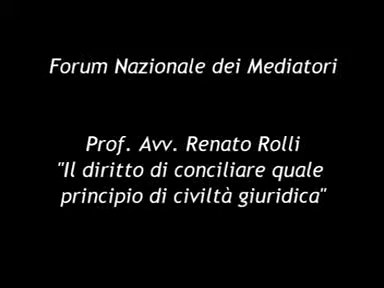 Forum Nazionale dei Mediatori
Prof. Avv. Renato Rolli
"Il diritto di conciliare quale
principio di civiltà giuridica"